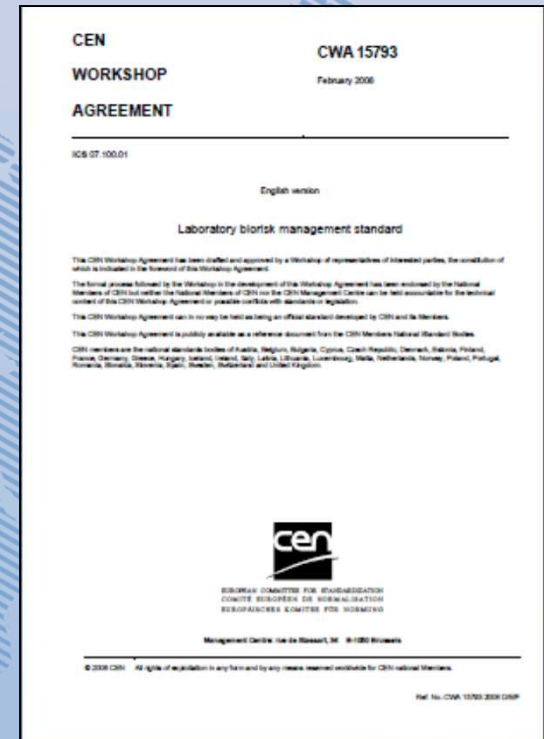 CEN
WORKSHOP
AGREEMENT
CWA 15793
February 2008
ICS 07.100.01
English version
Laboratory biorisk management standard
This CEN Workshop Agreement has been drafted and approved by a Workshop of representatives of interested parties, the constitution of
which is indicated in the foreword of this Workshop Agreement.
The formal process followed by the Workshop in the development of this Workshop Agreement has been endorsed by the National
Members of CEN but neither the National Members of CEN nor the CEN Management Centre can be held accountable for the technical
content of this CEN Workshop Agreement or possible conflicts with standards or legislation.
This CEN Workshop Agreement can in no way be held as being an official standard developed by CEN and its Members.
This CEN Workshop Agreement is publicly available as a reference document from the CEN Members National Standard Bodies.
CEN members are the national standards bodies of Austria, Belgium, Bulgaria, Cyprus, Czech Republic, Denmark, Estonia, Finland,
France, Germany, Greece, Hungary, Iceland, Ireland, Italy, Latvia, Lithuania, Luxembourg, Malta, Netherlands, Norway, Poland, Portugal,
Romania, Slovakia, Slovenia, Spain, Sweden, Switzerland and United Kingdom.
cen
EUROPEAN COMMITTEE FOR STANDARDIZATION
COMITÉ EUROPÉEN DE NORMALISATION
EUROPÄISCHES KOMITEE FÜR NORMUNG
Management Centre: rue de Stassart, 36 B-1050 Brussels
© 2008 CEN All rights of exploitation in any form and by any means reserved worldwide for CEN national Members.
Ref. No.:CWA 15793:2008 D/E/F